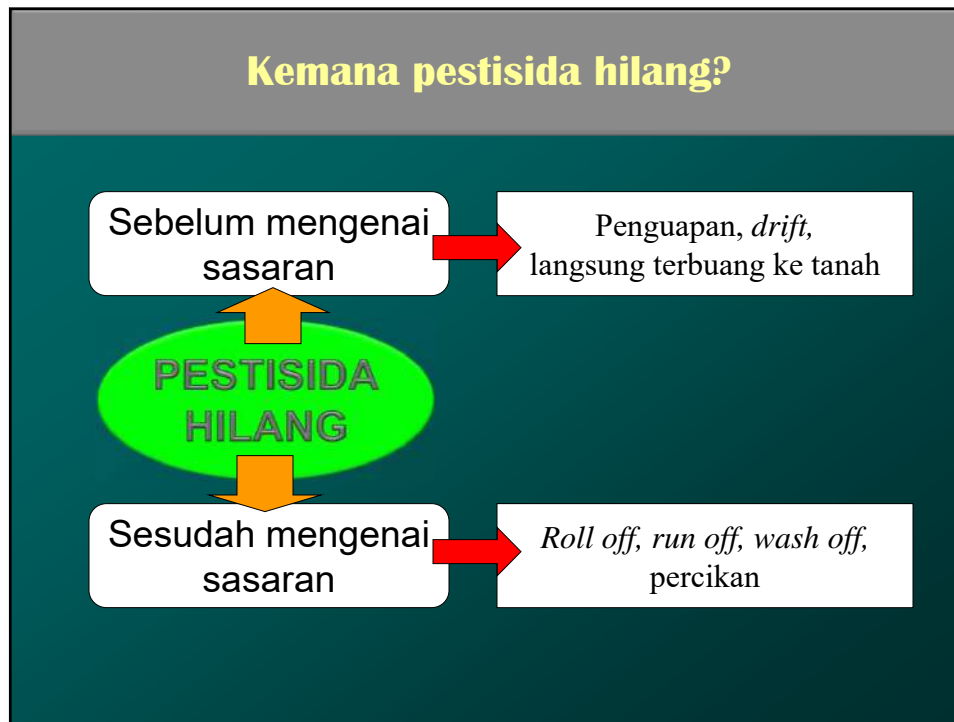 Kemana pestisida hilang?
Sebelum mengenai
sasaran
Penguapan, drift,
langsung terbuang ke tanah
PESTISIDA
HILANG
Sesudah mengenai
sasaran
Roll off, run off, wash off,
percikan